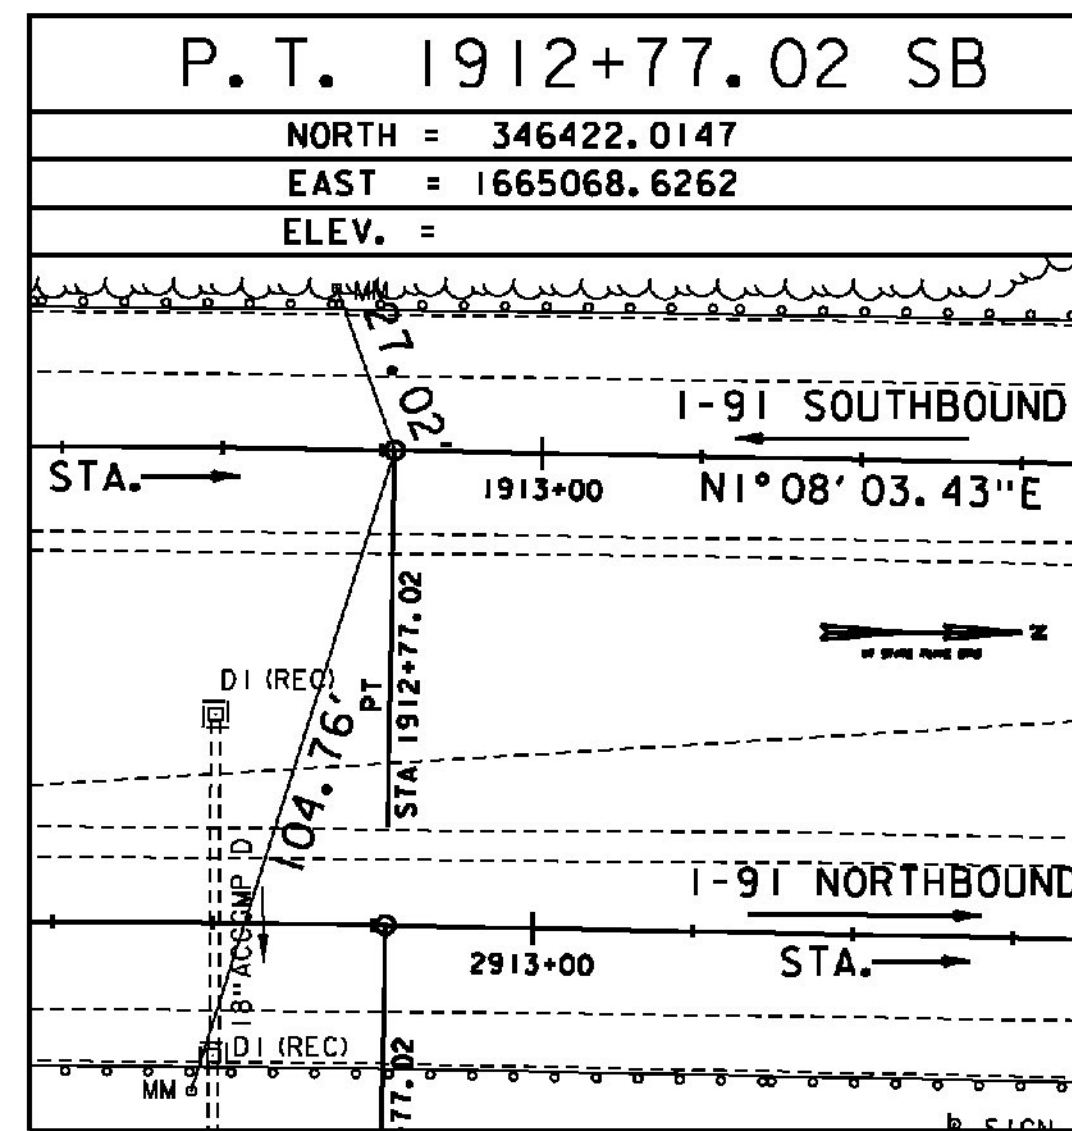 P.T. 1912+77.02 SB
NORTH = 346422.0147
EAST = 1665068.6262
ELEV. =
MM
27.02'
I-91 SOUTHBOUND
STA.
1913+00
N1°08'03.43"E
PT
STA 1912+77.02
N
DI (REC)
104.76'
18" ACCGMP D
I-91 NORTHBOUND
2913+00
STA.
DI (REC)
MM
77.02
SIGN